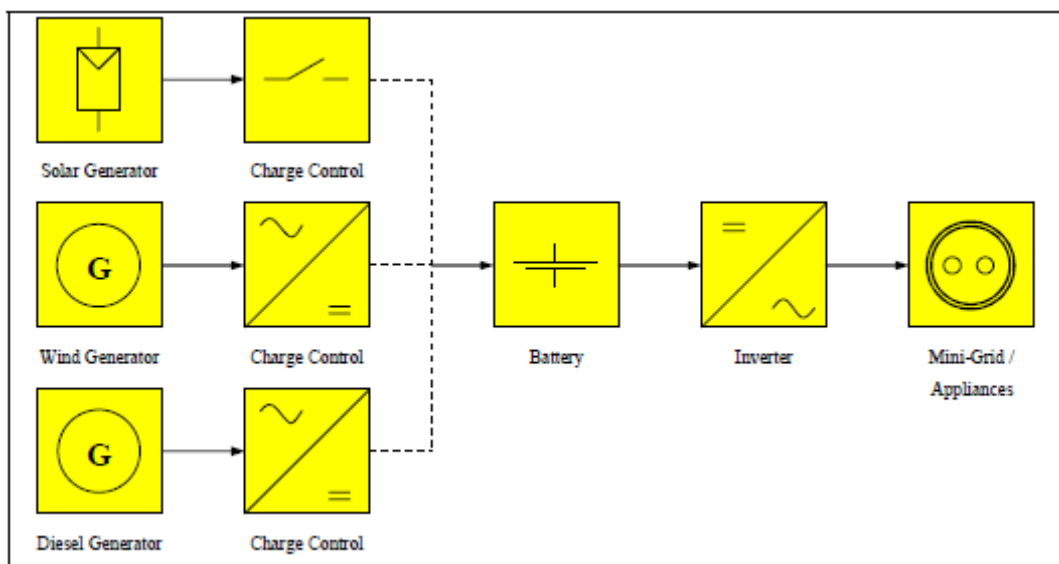 Solar Generator
Charge Control
G
Wind Generator
Charge Control
Battery
Inverter
Mini-Grid /
Appliances
G
Diesel Generator
Charge Control